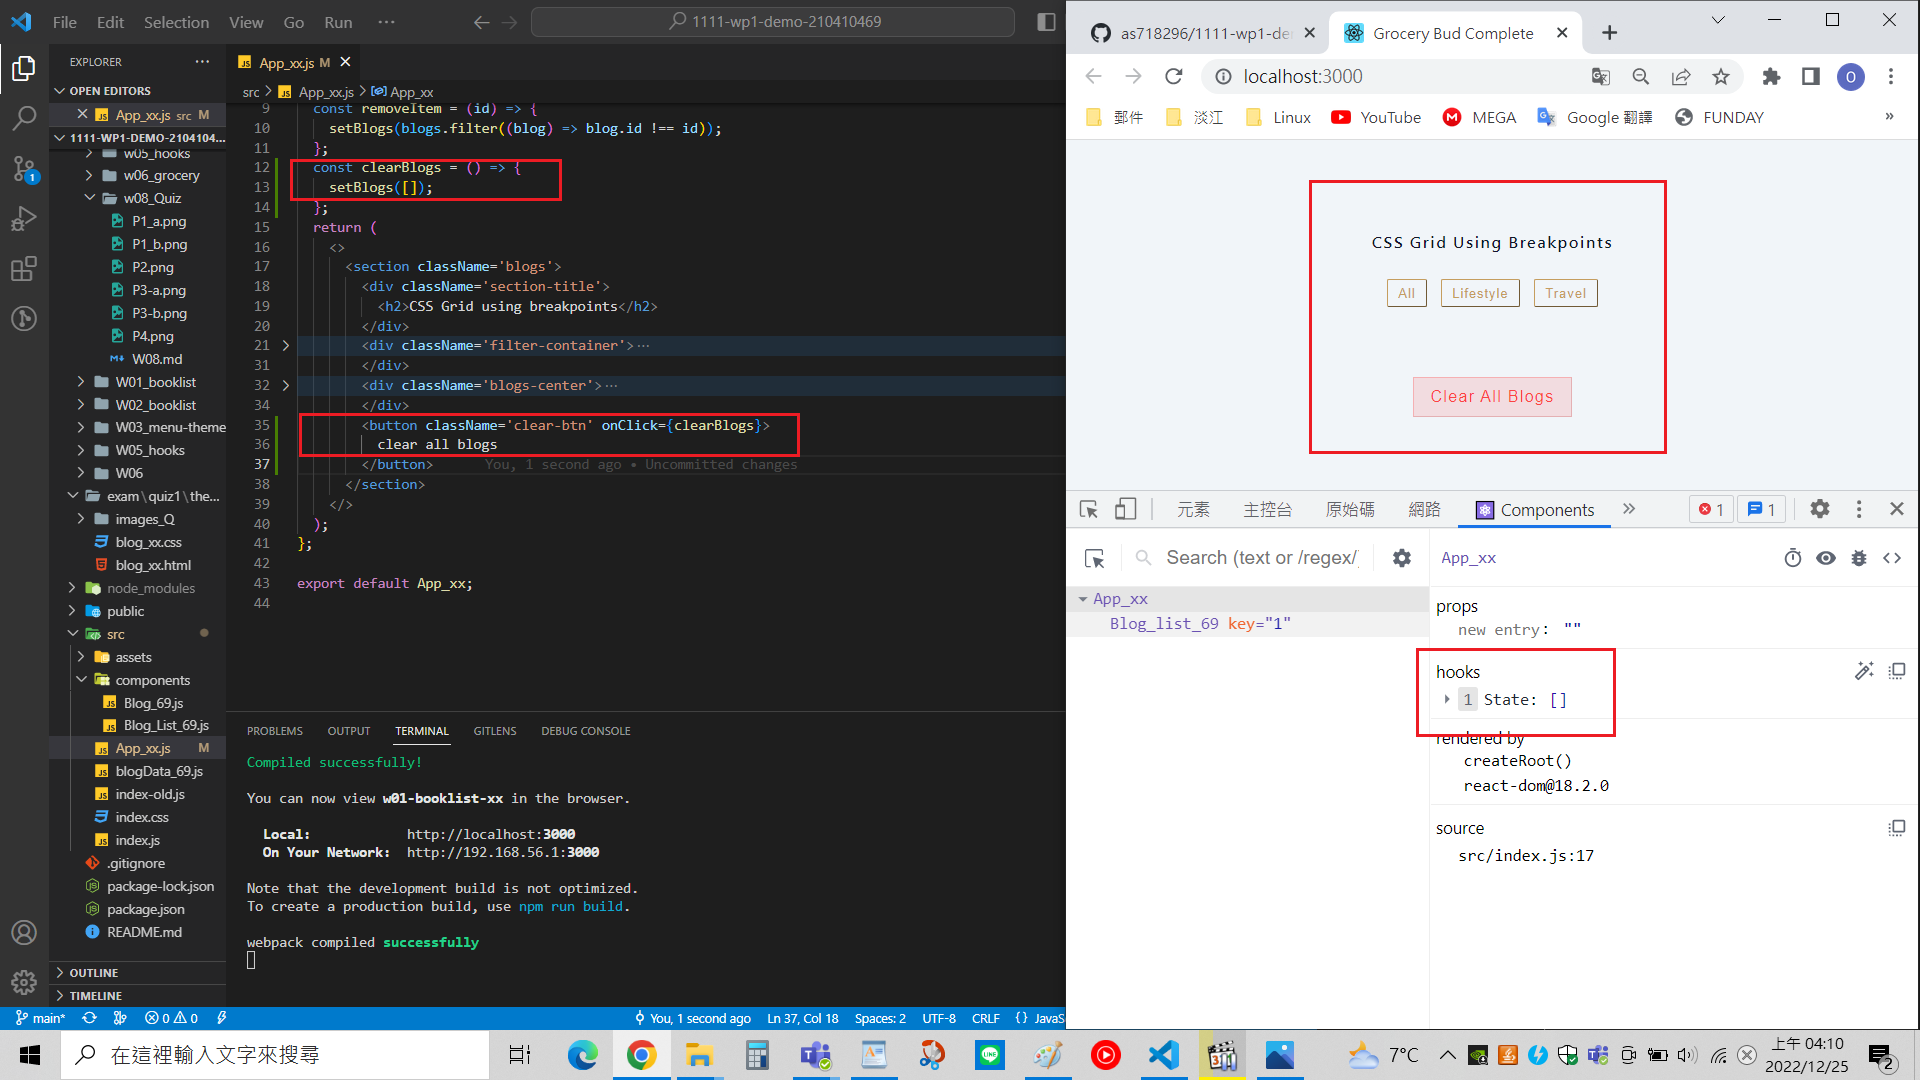 File Edit Selection View Go Run ···
1111-wp1-demo-210410469
EXPLORER ···
OPEN EDITORS
App_xx.js src M
1111-WP1-DEMO-2104104...
w05_hooks
w06_grocery
w08_Quiz
P1_a.png
P1_b.png
P2.png
P3-a.png
P3-b.png
P4.png
W08.md
W01_booklist
W02_booklist
W03_menu-theme
W05_hooks
W06
exam\quiz1\the...
images_Q
blog_xx.css
blog_xx.html
node_modules
public
src
assets
components
Blog_69.js
Blog_List_69.js
App_xx.js M
blogData_69.js
index-old.js
index.css
index.js
.gitignore
package-lock.json
package.json
README.md
OUTLINE
TIMELINE
App_xx.js M
src > App_xx.js > App_xx
9 const removeItem = (id) => {
10 setBlogs(blogs.filter((blog) => blog.id !== id));
11 };
12 const clearBlogs = () => {
13 setBlogs([]);
14 };
15 return (
16 <>
17 <section className='blogs'>
18 <div className='section-title'>
19 <h2>CSS Grid using breakpoints</h2>
20 </div>
21 <div className='filter-container'>···
31 </div>
32 <div className='blogs-center'>···
34 </div>
35 <button className='clear-btn' onClick={clearBlogs}>
36 clear all blogs
37 </button> You, 1 second ago • Uncommitted changes
38 </section>
39 </>
40 );
41 };
42
43 export default App_xx;
44
PROBLEMS OUTPUT TERMINAL GITLENS DEBUG CONSOLE
Compiled successfully!
You can now view w01-booklist-xx in the browser.
Local: http://localhost:3000
On Your Network: http://192.168.56.1:3000
Note that the development build is not optimized.
To create a production build, use npm run build.
webpack compiled successfully
main* 0 0 You, 1 second ago Ln 37, Col 18 Spaces: 2 UTF-8 CRLF {} JavaS
as718296/1111-wp1-de
Grocery Bud Complete
localhost:3000
O
郵件 淡江 Linux YouTube MEGA Google 翻譯 FUNDAY »
CSS Grid Using Breakpoints
All Lifestyle Travel
Clear All Blogs
元素 主控台 原始碼 網路 Components » 1 1
Search (text or /regex/)
App_xx
App_xx
Blog_list_69 key="1"
props
new entry: ""
hooks
1 State: []
rendered by
createRoot()
react-dom@18.2.0
source
src/index.js:17
在這裡輸入文字來搜尋
7°C
上午 04:10
2022/12/25
2